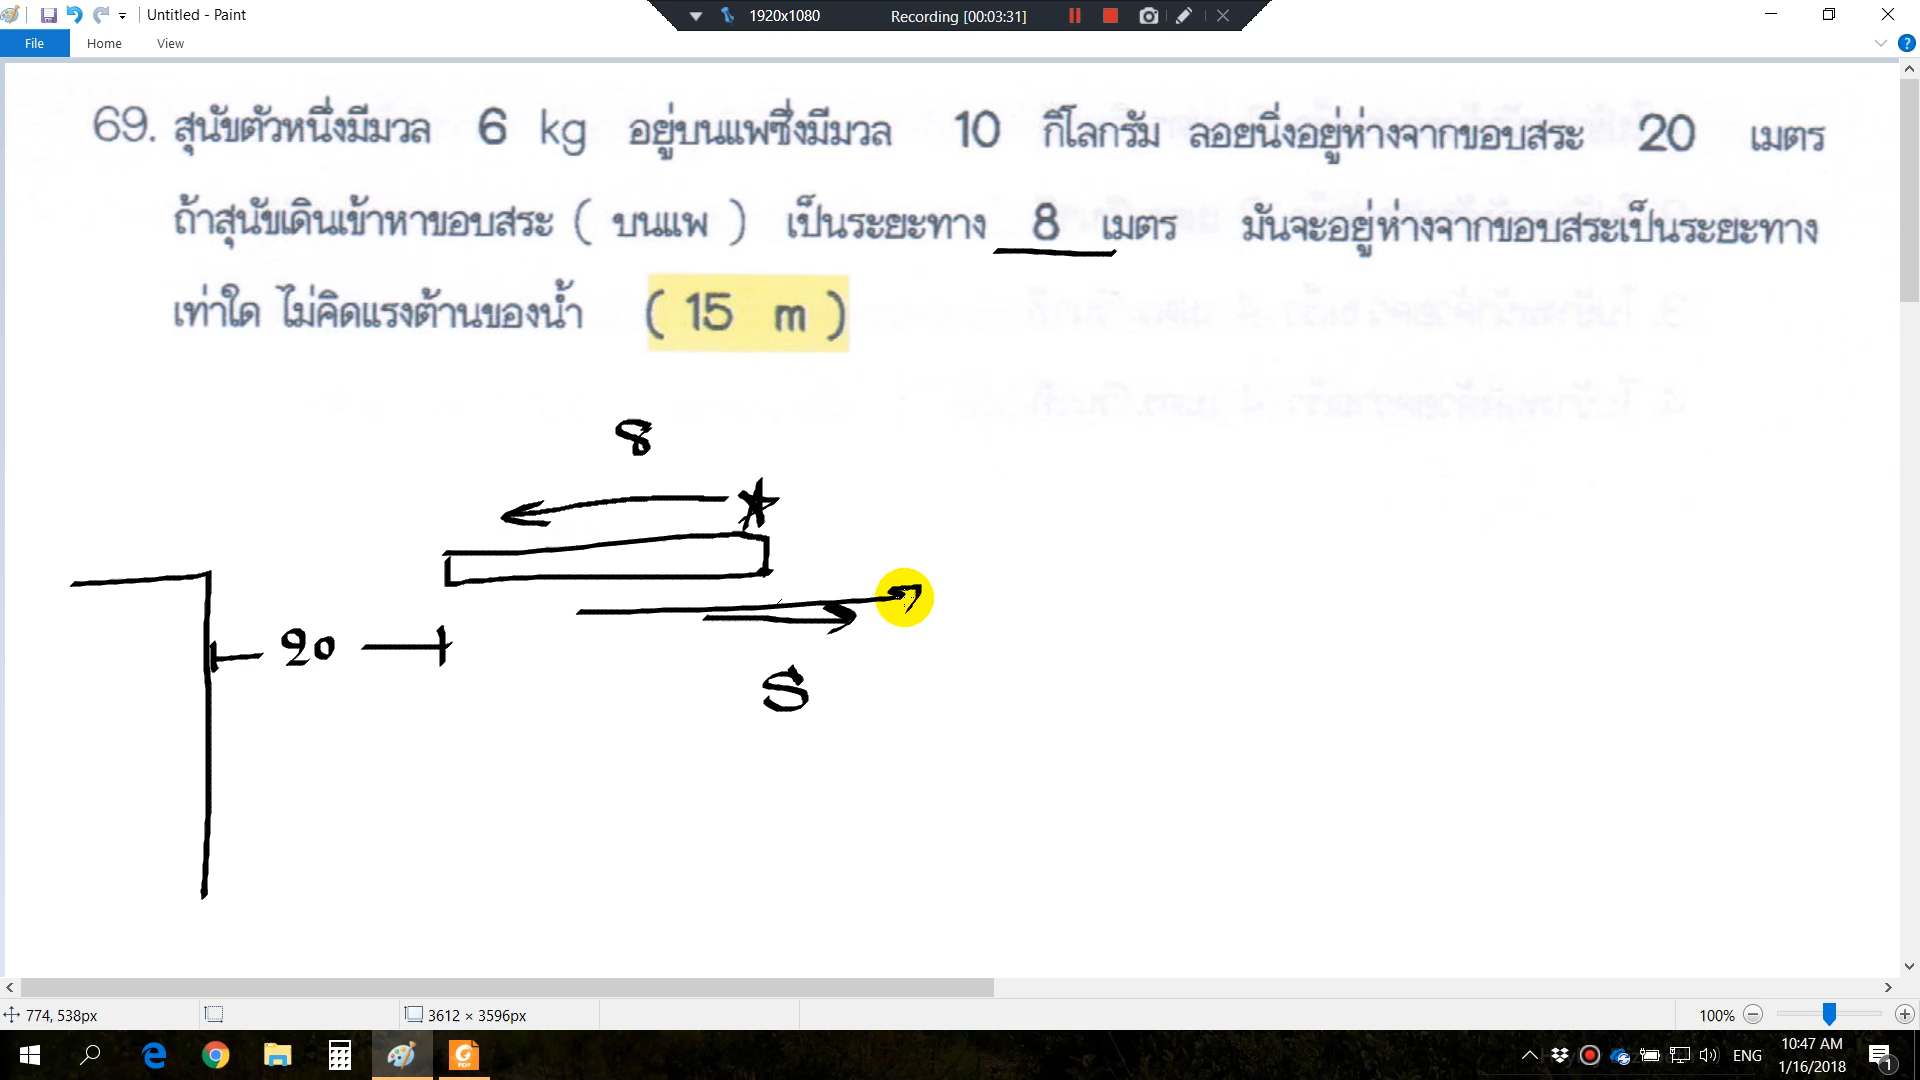 Untitled - Paint
1920x1080
Recording [00:03:31]
File
Home
View
69. สุนัขตัวหนึ่งมีมวล 6 kg อยู่บนแพซึ่งมีมวล 10 กิโลกรัม ลอยนิ่งอยู่ห่างจากขอบสระ 20 เมตร
ถ้าสุนัขเดินเข้าหาขอบสระ ( บนแพ ) เป็นระยะทาง 8 เมตร มันจะอยู่ห่างจากขอบสระเป็นระยะทาง
เท่าใด ไม่คิดแรงต้านของน้ำ ( 15 m )
8
20
S
774, 538px
3612 × 3596px
100%
ENG
10:47 AM
1/16/2018
1